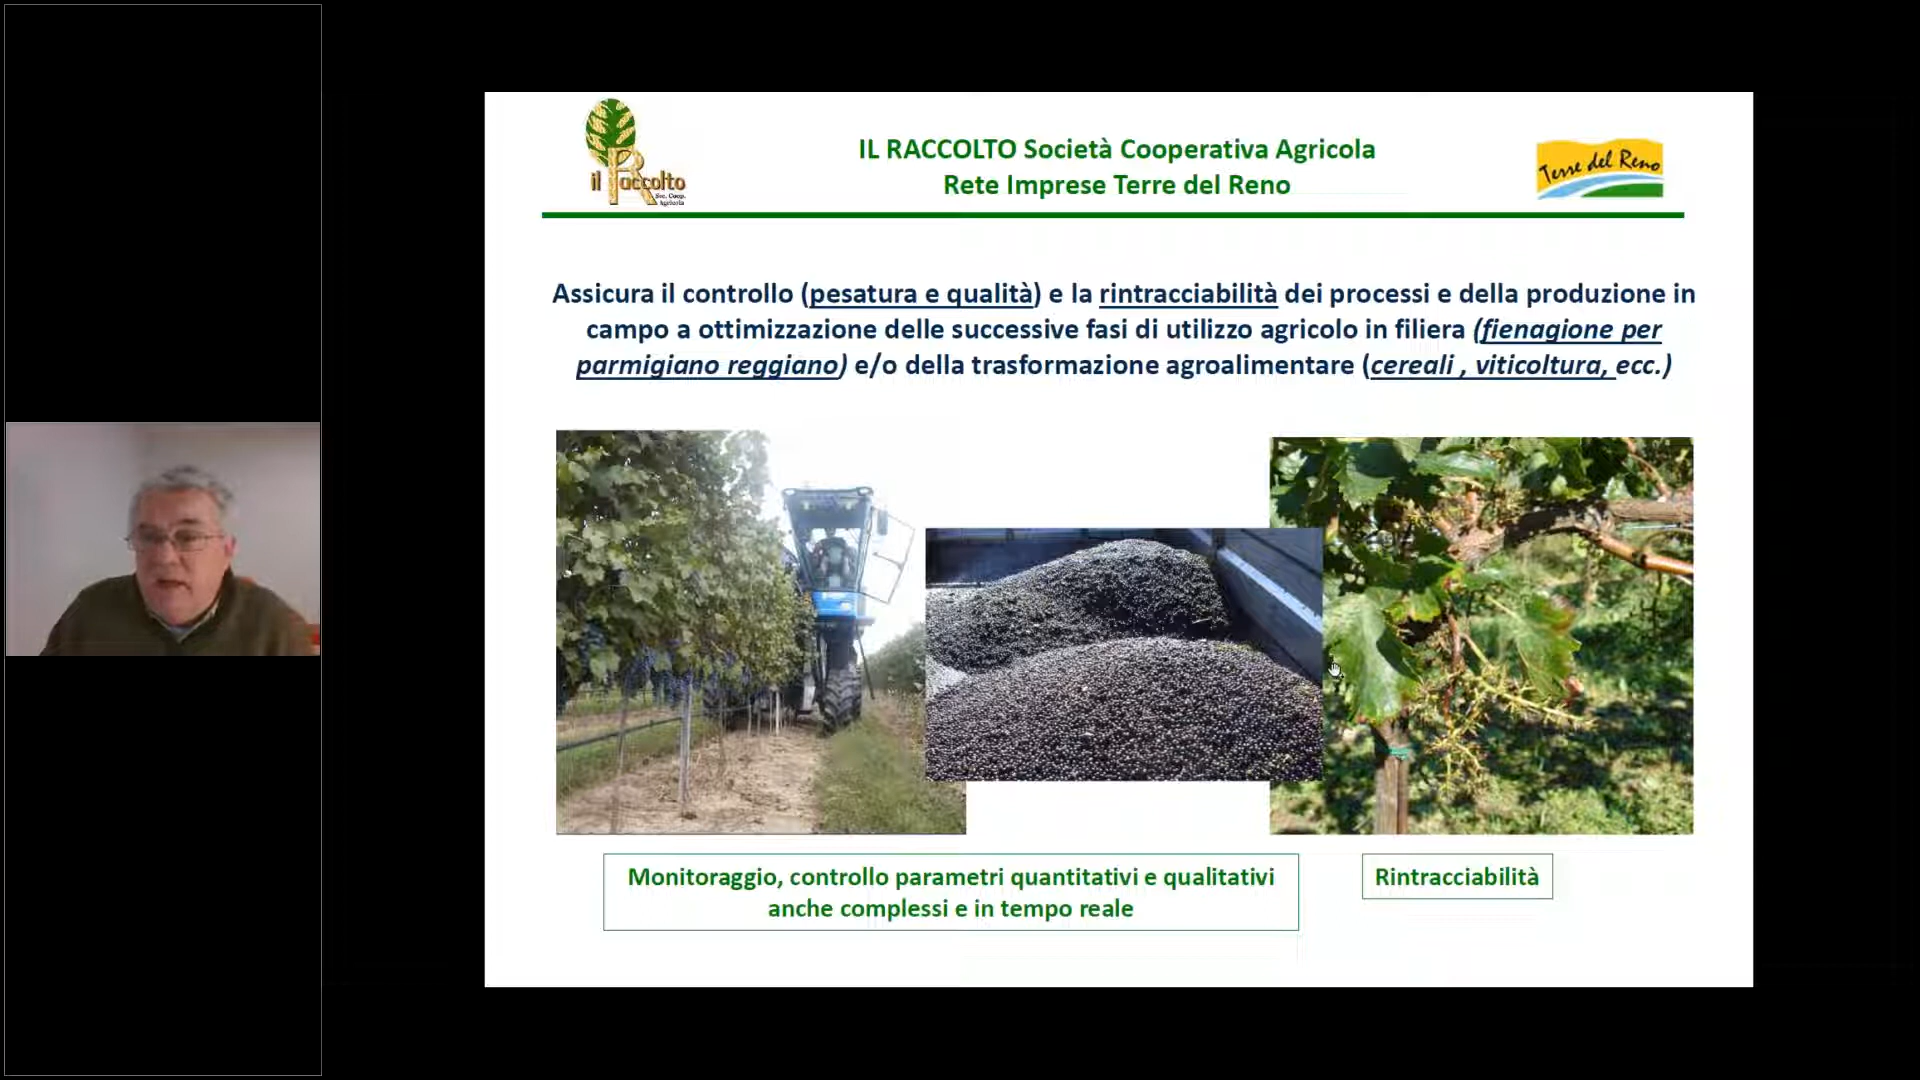 il Raccolto
Soc. Coop.
Agricola
IL RACCOLTO Società Cooperativa Agricola
Rete Imprese Terre del Reno
Terre del Reno
Assicura il controllo (pesatura e qualità) e la rintracciabilità dei processi e della produzione in
campo a ottimizzazione delle successive fasi di utilizzo agricolo in filiera (fienagione per
parmigiano reggiano) e/o della trasformazione agroalimentare (cereali , viticoltura, ecc.)
Monitoraggio, controllo parametri quantitativi e qualitativi
anche complessi e in tempo reale
Rintracciabilità